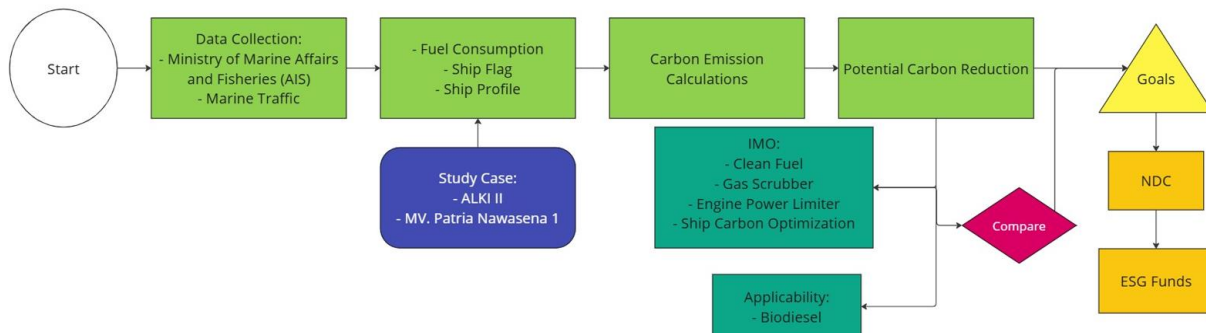 Start
Data Collection:
- Ministry of Marine Affairs
and Fisheries (AIS)
- Marine Traffic
- Fuel Consumption
- Ship Flag
- Ship Profile
Carbon Emission
Calculations
Potential Carbon Reduction
Goals
Study Case:
- ALKI II
- MV. Patria Nawasena 1
IMO:
- Clean Fuel
- Gas Scrubber
- Engine Power Limiter
- Ship Carbon Optimization
Compare
NDC
ESG Funds
Applicability:
- Biodiesel